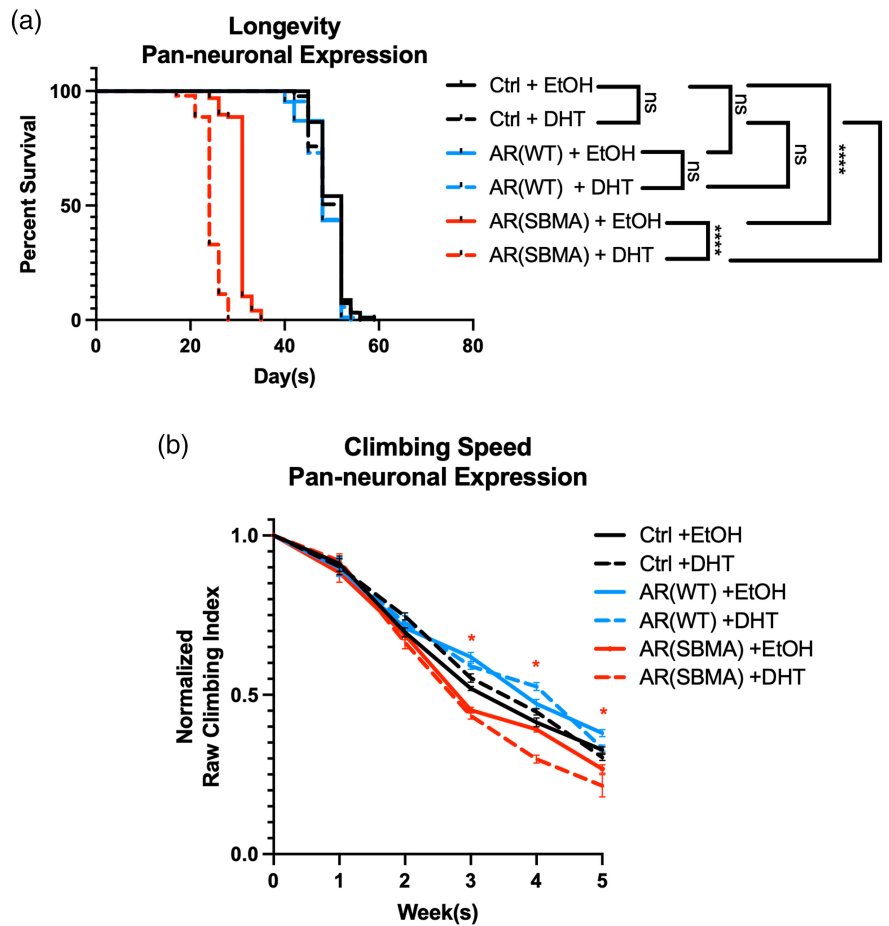 (a)
Longevity
Pan-neuronal Expression
Percent Survival
100
50
0
0 20 40 60 80
Day(s)
Ctrl + EtOH
Ctrl + DHT
AR(WT) + EtOH
AR(WT) + DHT
AR(SBMA) + EtOH
AR(SBMA) + DHT
ns
ns
ns
ns
****
****
(b)
Climbing Speed
Pan-neuronal Expression
Normalized
Raw Climbing Index
1.0
0.5
0.0
0 1 2 3 4 5
Week(s)
* * *
Ctrl +EtOH
Ctrl +DHT
AR(WT) +EtOH
AR(WT) +DHT
AR(SBMA) +EtOH
AR(SBMA) +DHT